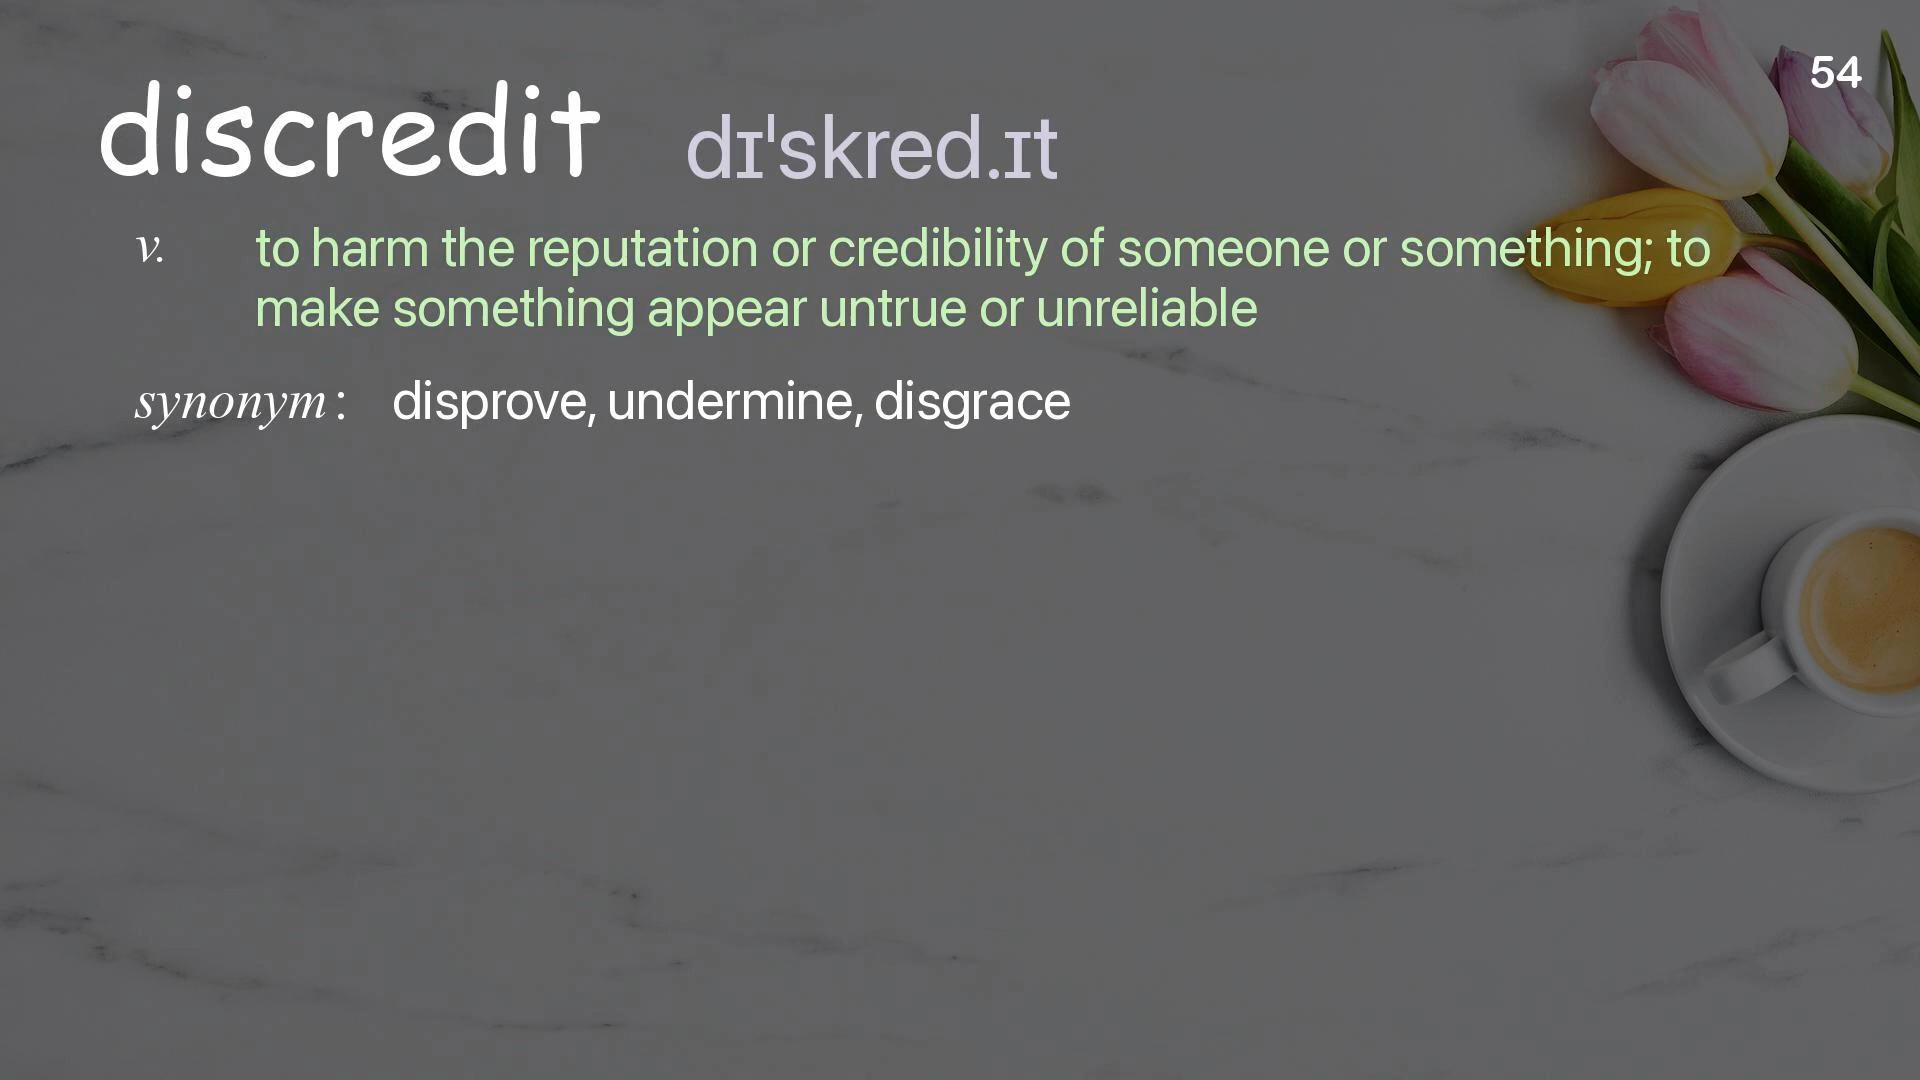 54
discredit dɪˈskred.ɪt
v. to harm the reputation or credibility of someone or something; to
make something appear untrue or unreliable
synonym : disprove, undermine, disgrace